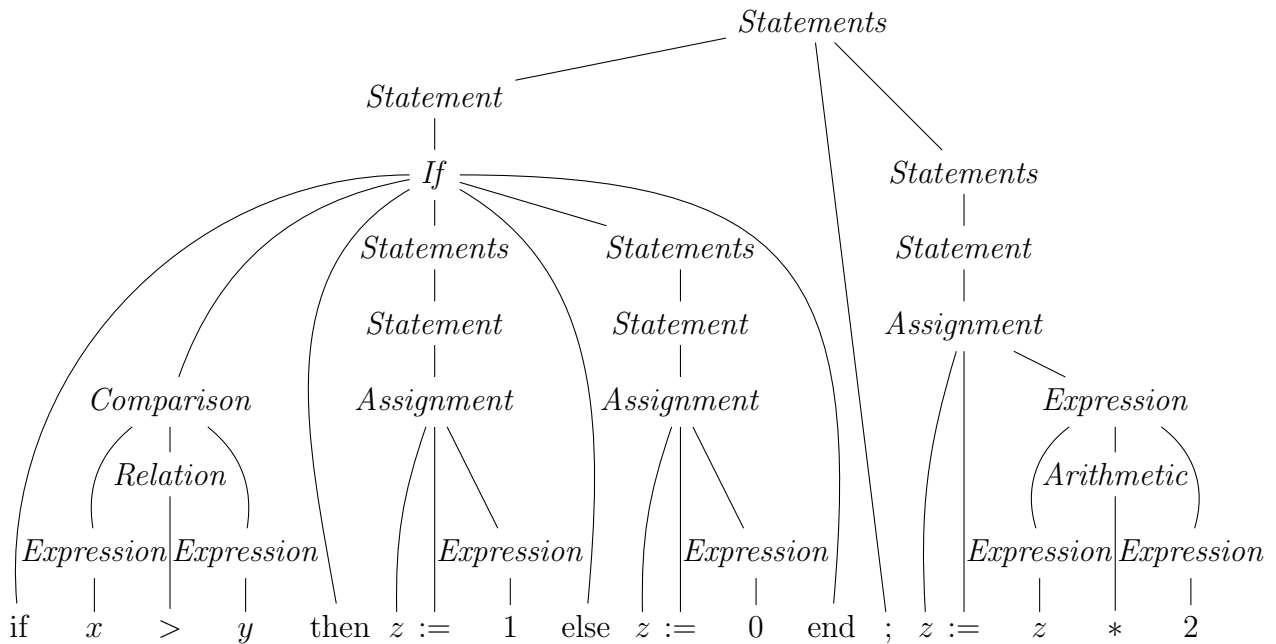 Statements
Statement
If Statements
Statements Statements Statement
Statement Statement Assignment
Comparison Assignment Assignment Expression
Relation Arithmetic
Expression Expression Expression Expression Expression Expression
if x > y then z := 1 else z := 0 end ; z := z * 2